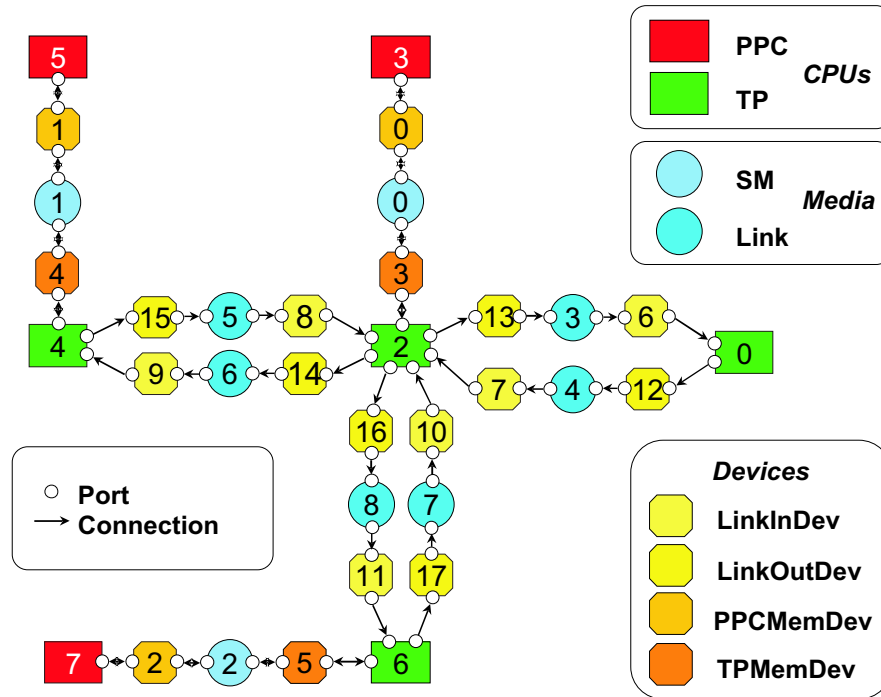 5
3
PPC
CPUs
TP
1
0
1
0
SM
Media
Link
4
3
15
5
8
13
3
6
4
2
0
9
6
14
7
4
12
16
10
Port
Connection
8
7
11
17
Devices
LinkInDev
LinkOutDev
PPCMemDev
TPMemDev
7
2
2
5
6